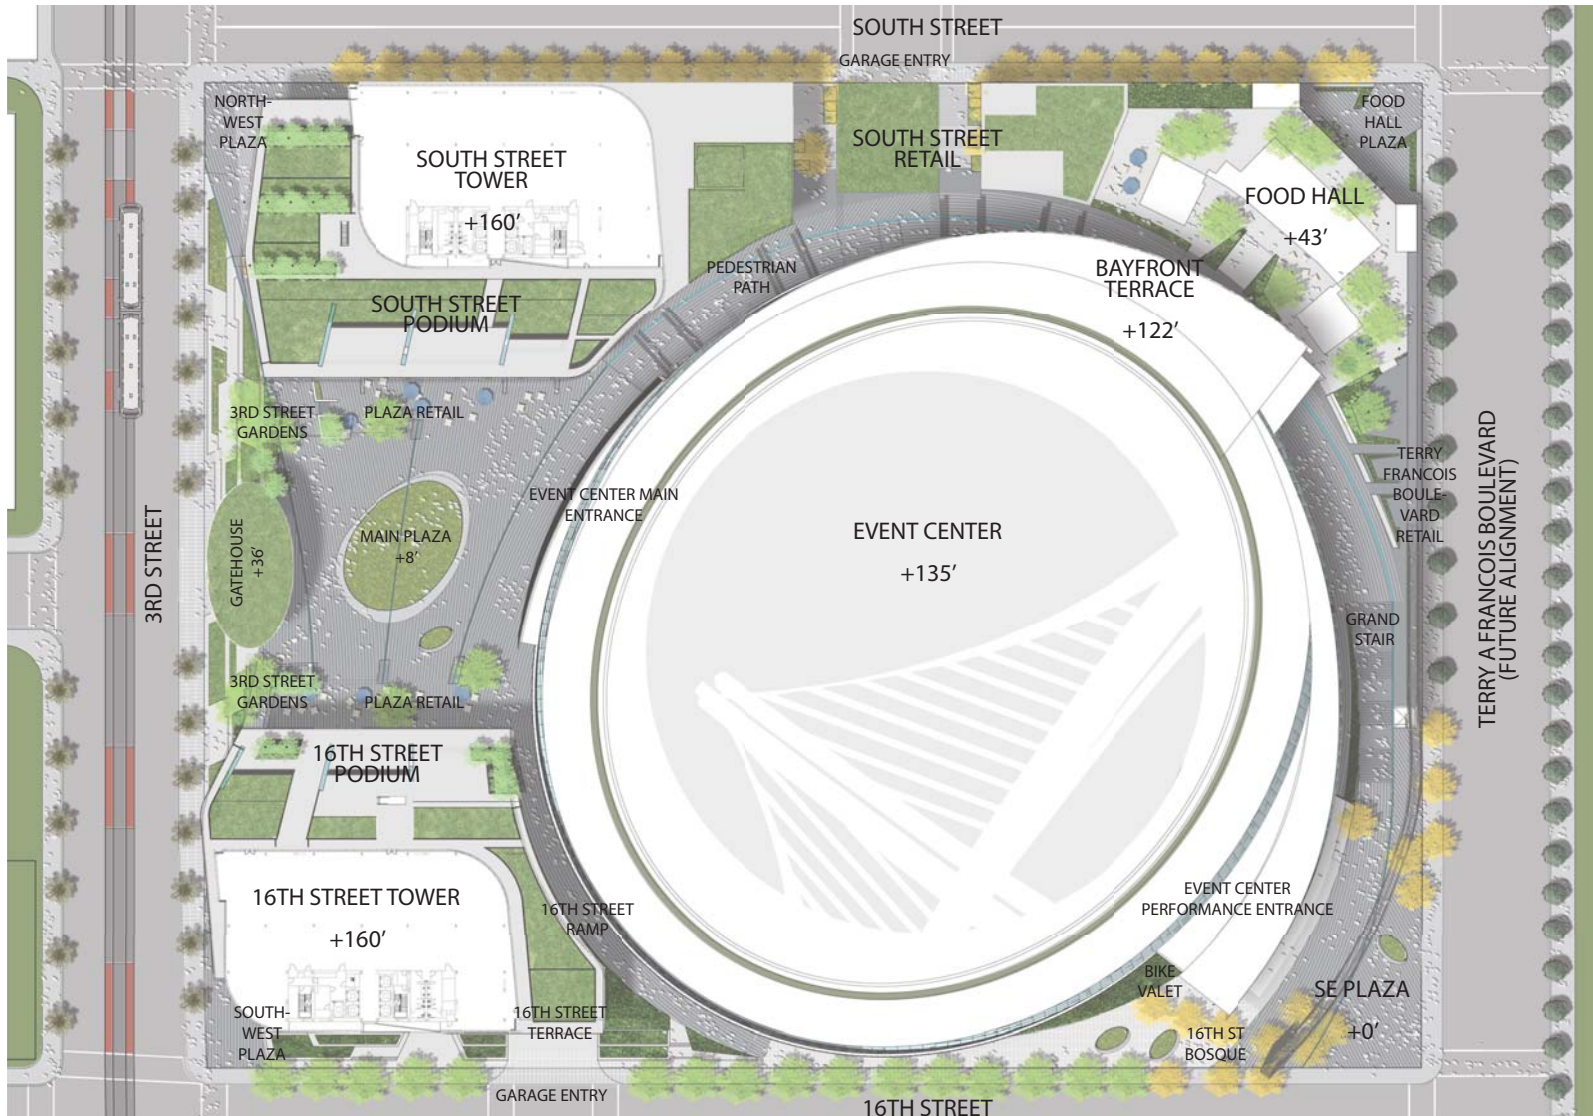 SOUTH STREET
GARAGE ENTRY
NORTH-
WEST
PLAZA
SOUTH STREET
TOWER
+160’
SOUTH STREET
RETAIL
FOOD
HALL
PLAZA
FOOD HALL
+43’
PEDESTRIAN
PATH
BAYFRONT
TERRACE
+122’
SOUTH STREET
PODIUM
3RD STREET
GARDENS
PLAZA RETAIL
TERRY
FRANCOIS
BOULE-
VARD
RETAIL
EVENT CENTER MAIN
ENTRANCE
3RD STREET
GATEHOUSE
+36’
MAIN PLAZA
+8’
EVENT CENTER
+135’
TERRY A FRANCOIS BOULEVARD
(FUTURE ALIGNMENT)
GRAND
STAIR
3RD STREET
GARDENS
PLAZA RETAIL
16TH STREET
PODIUM
16TH STREET TOWER
+160’
16TH STREET
RAMP
EVENT CENTER
PERFORMANCE ENTRANCE
BIKE
VALET
SE PLAZA
+0’
SOUTH-
WEST
PLAZA
16TH STREET
TERRACE
16TH ST
BOSQUE
GARAGE ENTRY
16TH STREET